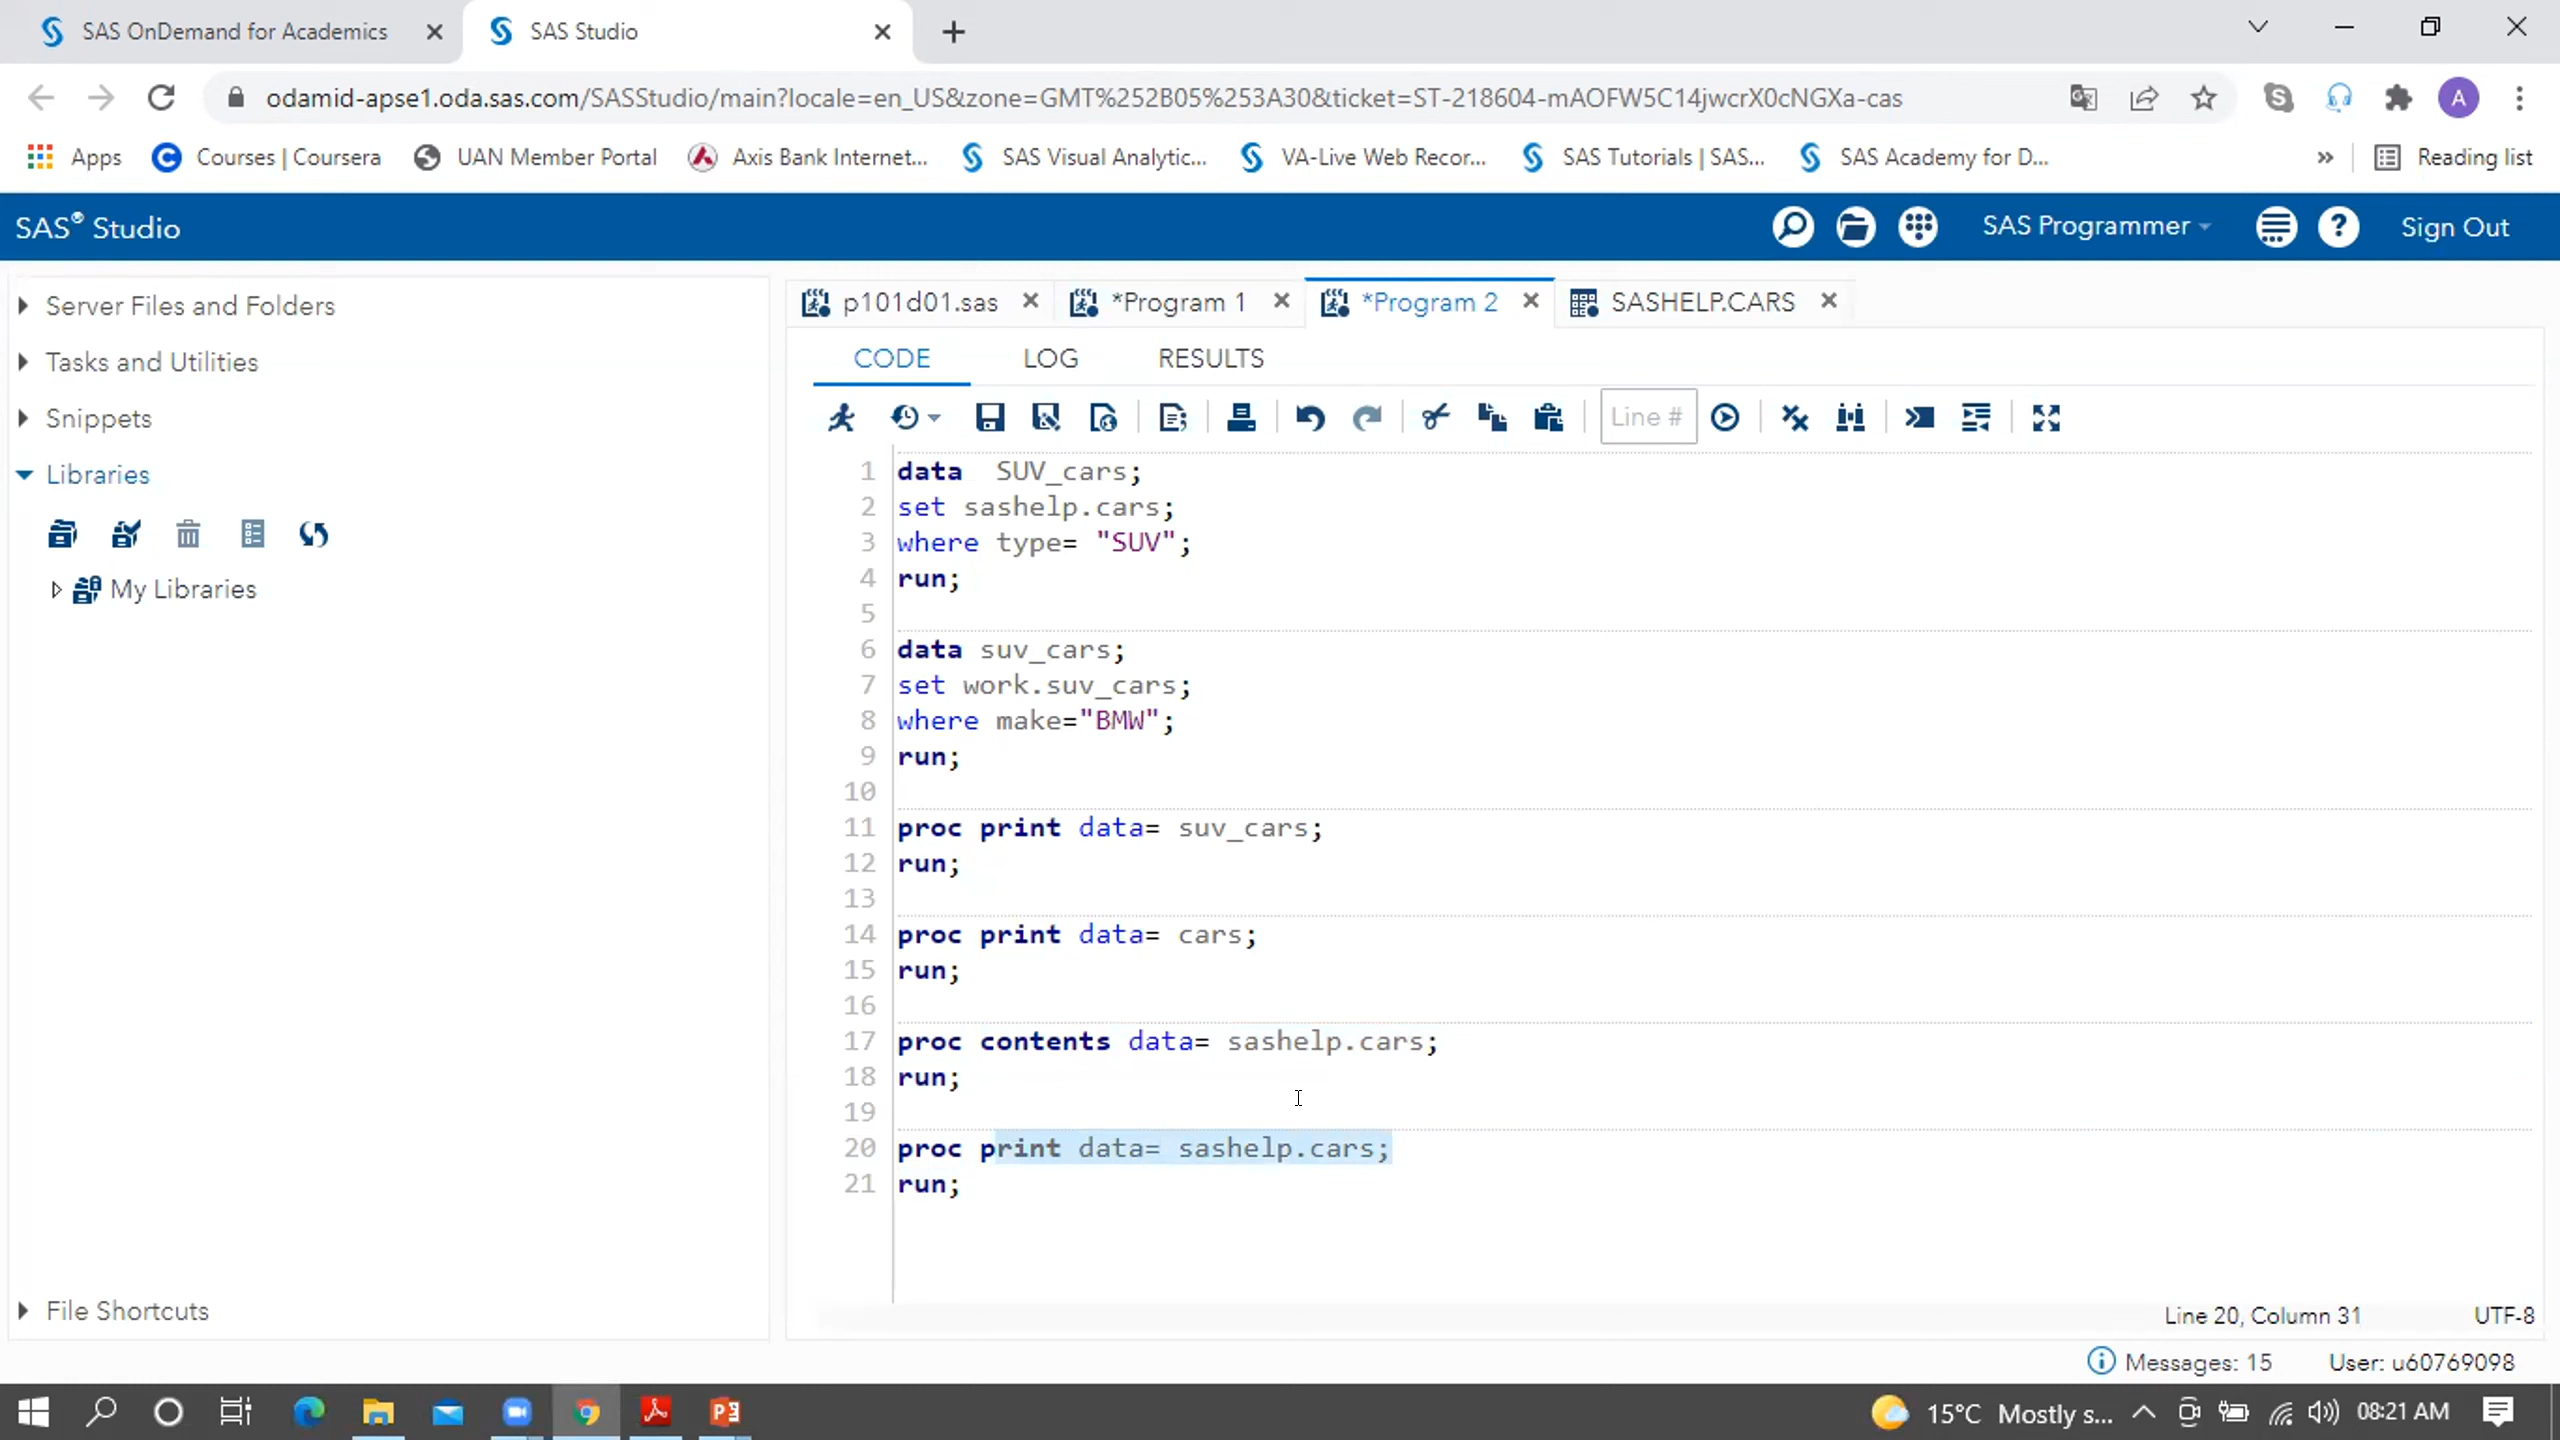 SAS OnDemand for Academics
SAS Studio
odamid-apse1.oda.sas.com/SASStudio/main?locale=en_US&zone=GMT%252B05%253A30&ticket=ST-218604-mAOFW5C14jwcrX0cNGXa-cas
A
Apps
Courses | Coursera
UAN Member Portal
Axis Bank Internet...
SAS Visual Analytic...
VA-Live Web Recor...
SAS Tutorials | SAS...
SAS Academy for D...
»
Reading list
SAS® Studio
SAS Programmer
Sign Out
Server Files and Folders
Tasks and Utilities
Snippets
Libraries
My Libraries
File Shortcuts
p101d01.sas
*Program 1
*Program 2
SASHELP.CARS
CODE
LOG
RESULTS
Line #
1 data  SUV_cars;
2 set sashelp.cars;
3 where type= "SUV";
4 run;
5
6 data suv_cars;
7 set work.suv_cars;
8 where make="BMW";
9 run;
10
11 proc print data= suv_cars;
12 run;
13
14 proc print data= cars;
15 run;
16
17 proc contents data= sashelp.cars;
18 run;
19
20 proc print data= sashelp.cars;
21 run;
Line 20, Column 31
UTF-8
Messages: 15
User: u60769098
15°C Mostly s...
08:21 AM